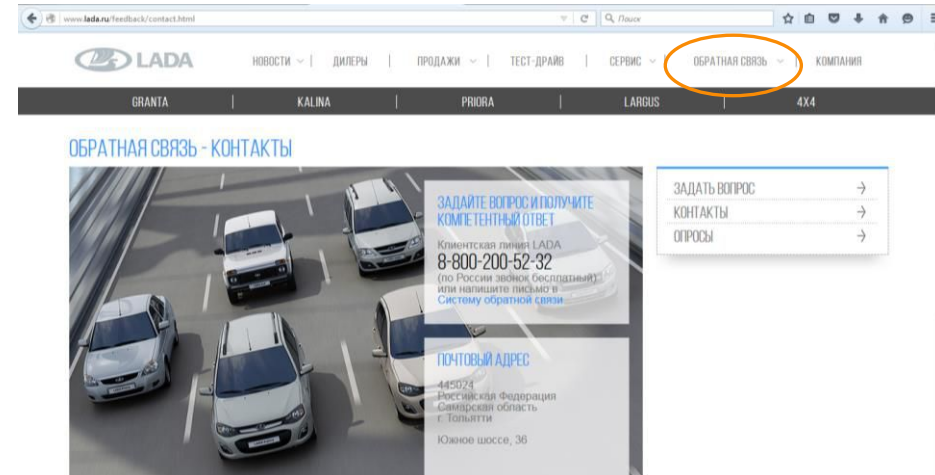 www.lada.ru/feedback/contact.html
Поиск
LADA
НОВОСТИ
ДИЛЕРЫ
ПРОДАЖИ
ТЕСТ-ДРАЙВ
СЕРВИС
ОБРАТНАЯ СВЯЗЬ
КОМПАНИЯ
GRANTA
KALINA
PRIORA
LARGUS
4X4
ОБРАТНАЯ СВЯЗЬ - КОНТАКТЫ
ЗАДАЙТЕ ВОПРОС И ПОЛУЧИТЕ
КОМПЕТЕНТНЫЙ ОТВЕТ
Клиентская линия LADA
8-800-200-52-32
(по России звонок бесплатный)
или напишите письмо в
Систему обратной связи
ПОЧТОВЫЙ АДРЕС
445024
Российская Федерация
Самарская область
г. Тольятти
Южное шоссе, 36
ЗАДАТЬ ВОПРОС
КОНТАКТЫ
ОПРОСЫ